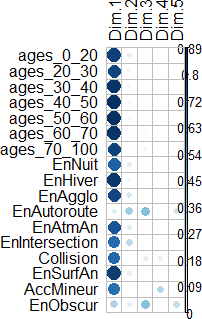 Dim.1 Dim.2 Dim.3 Dim.4 Dim.5
ages_0_20
ages_20_30
ages_30_40
ages_40_50
ages_50_60
ages_60_70
ages_70_100
EnNuit
EnHiver
EnAgglo
EnAutoroute
EnAtmAn
EnIntersection
Collision
EnSurfAn
AccMineur
EnObscur
0.89
0.8
0.72
0.63
0.54
0.45
0.36
0.27
0.18
0.09
0